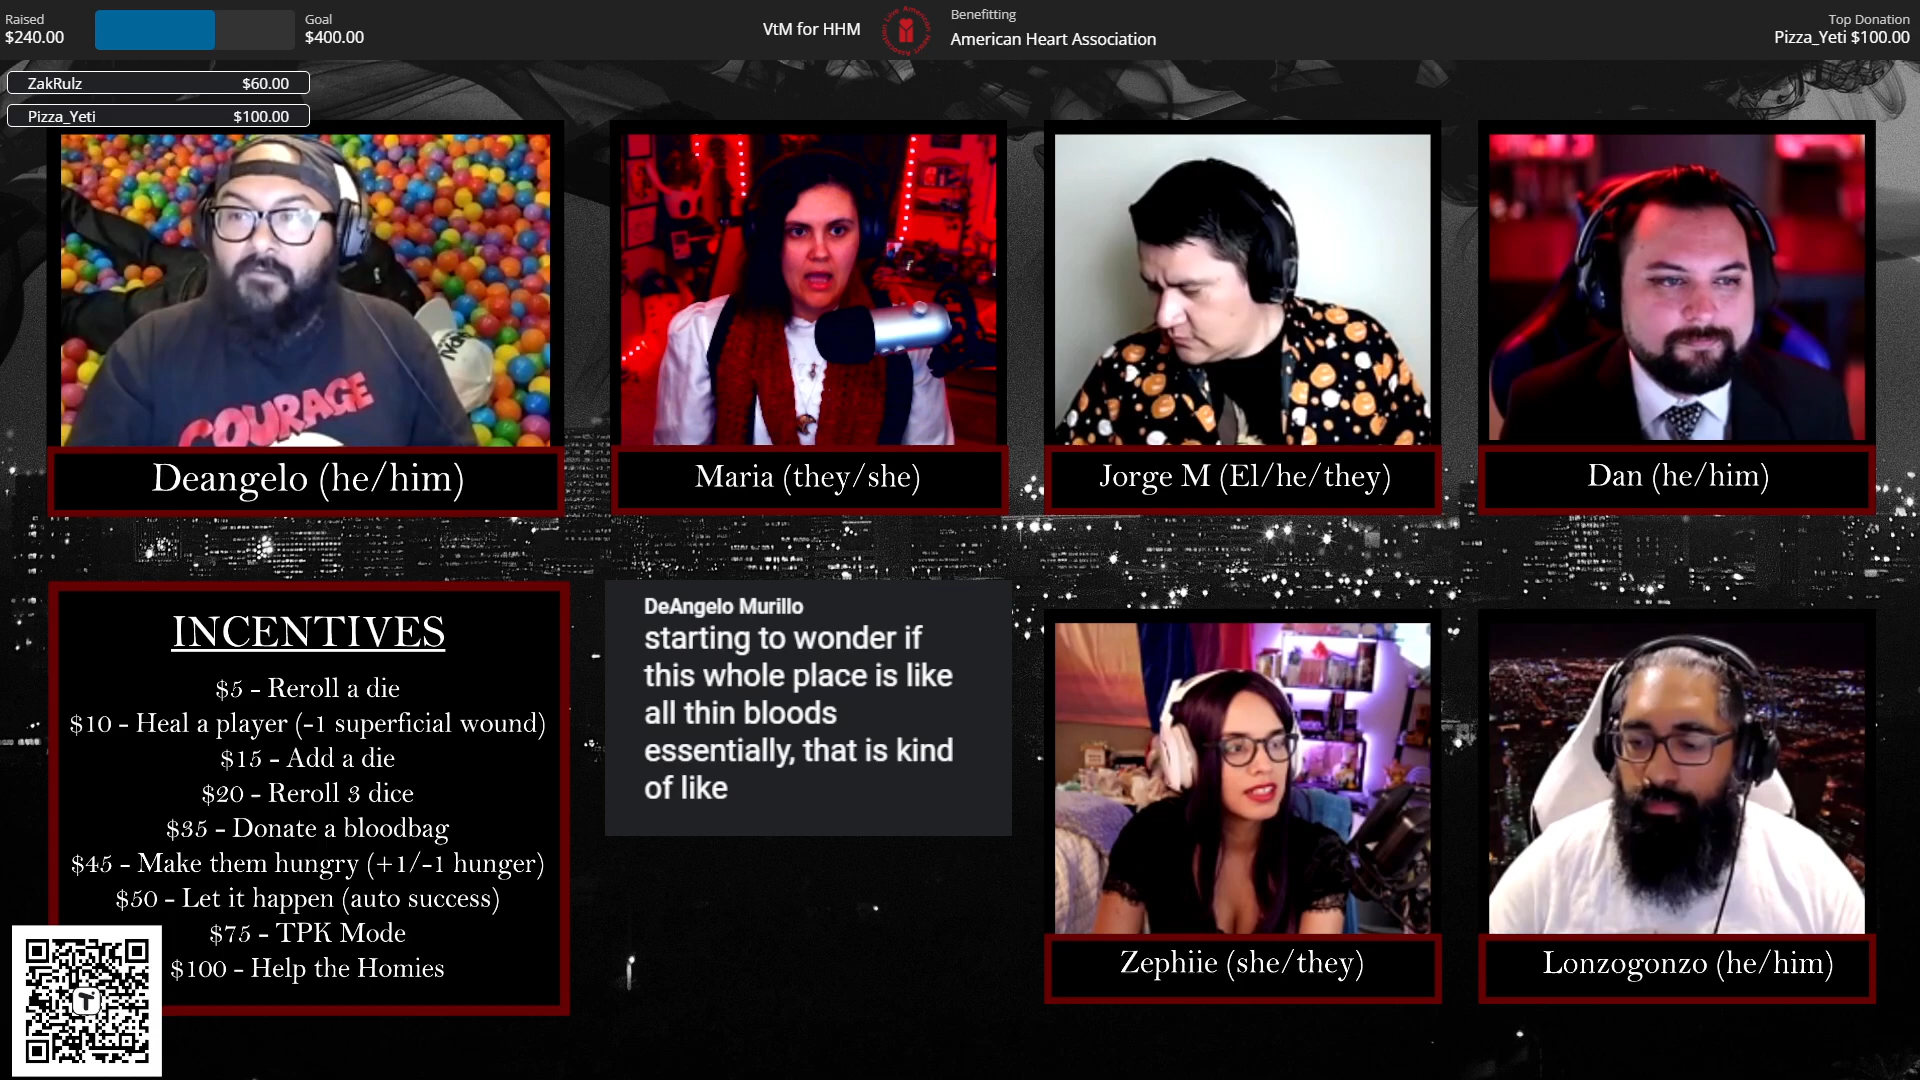 Raised
$240.00
Goal
$400.00
VtM for HHM
Benefitting
American Heart Association
Top Donation
Pizza_Yeti $100.00
ZakRulz $60.00
Pizza_Yeti $100.00
COURAGE
Deangelo (he/him)
Maria (they/she)
Jorge M (El/he/they)
Dan (he/him)
INCENTIVES
$5 - Reroll a die
$10 - Heal a player (-1 superficial wound)
$15 - Add a die
$20 - Reroll 3 dice
$35 - Donate a bloodbag
$45 - Make them hungry (+1/-1 hunger)
$50 - Let it happen (auto success)
$75 - TPK Mode
$100 - Help the Homies
DeAngelo Murillo
starting to wonder if
this whole place is like
all thin bloods
essentially, that is kind
of like
Zephiie (she/they)
Lonzogonzo (he/him)